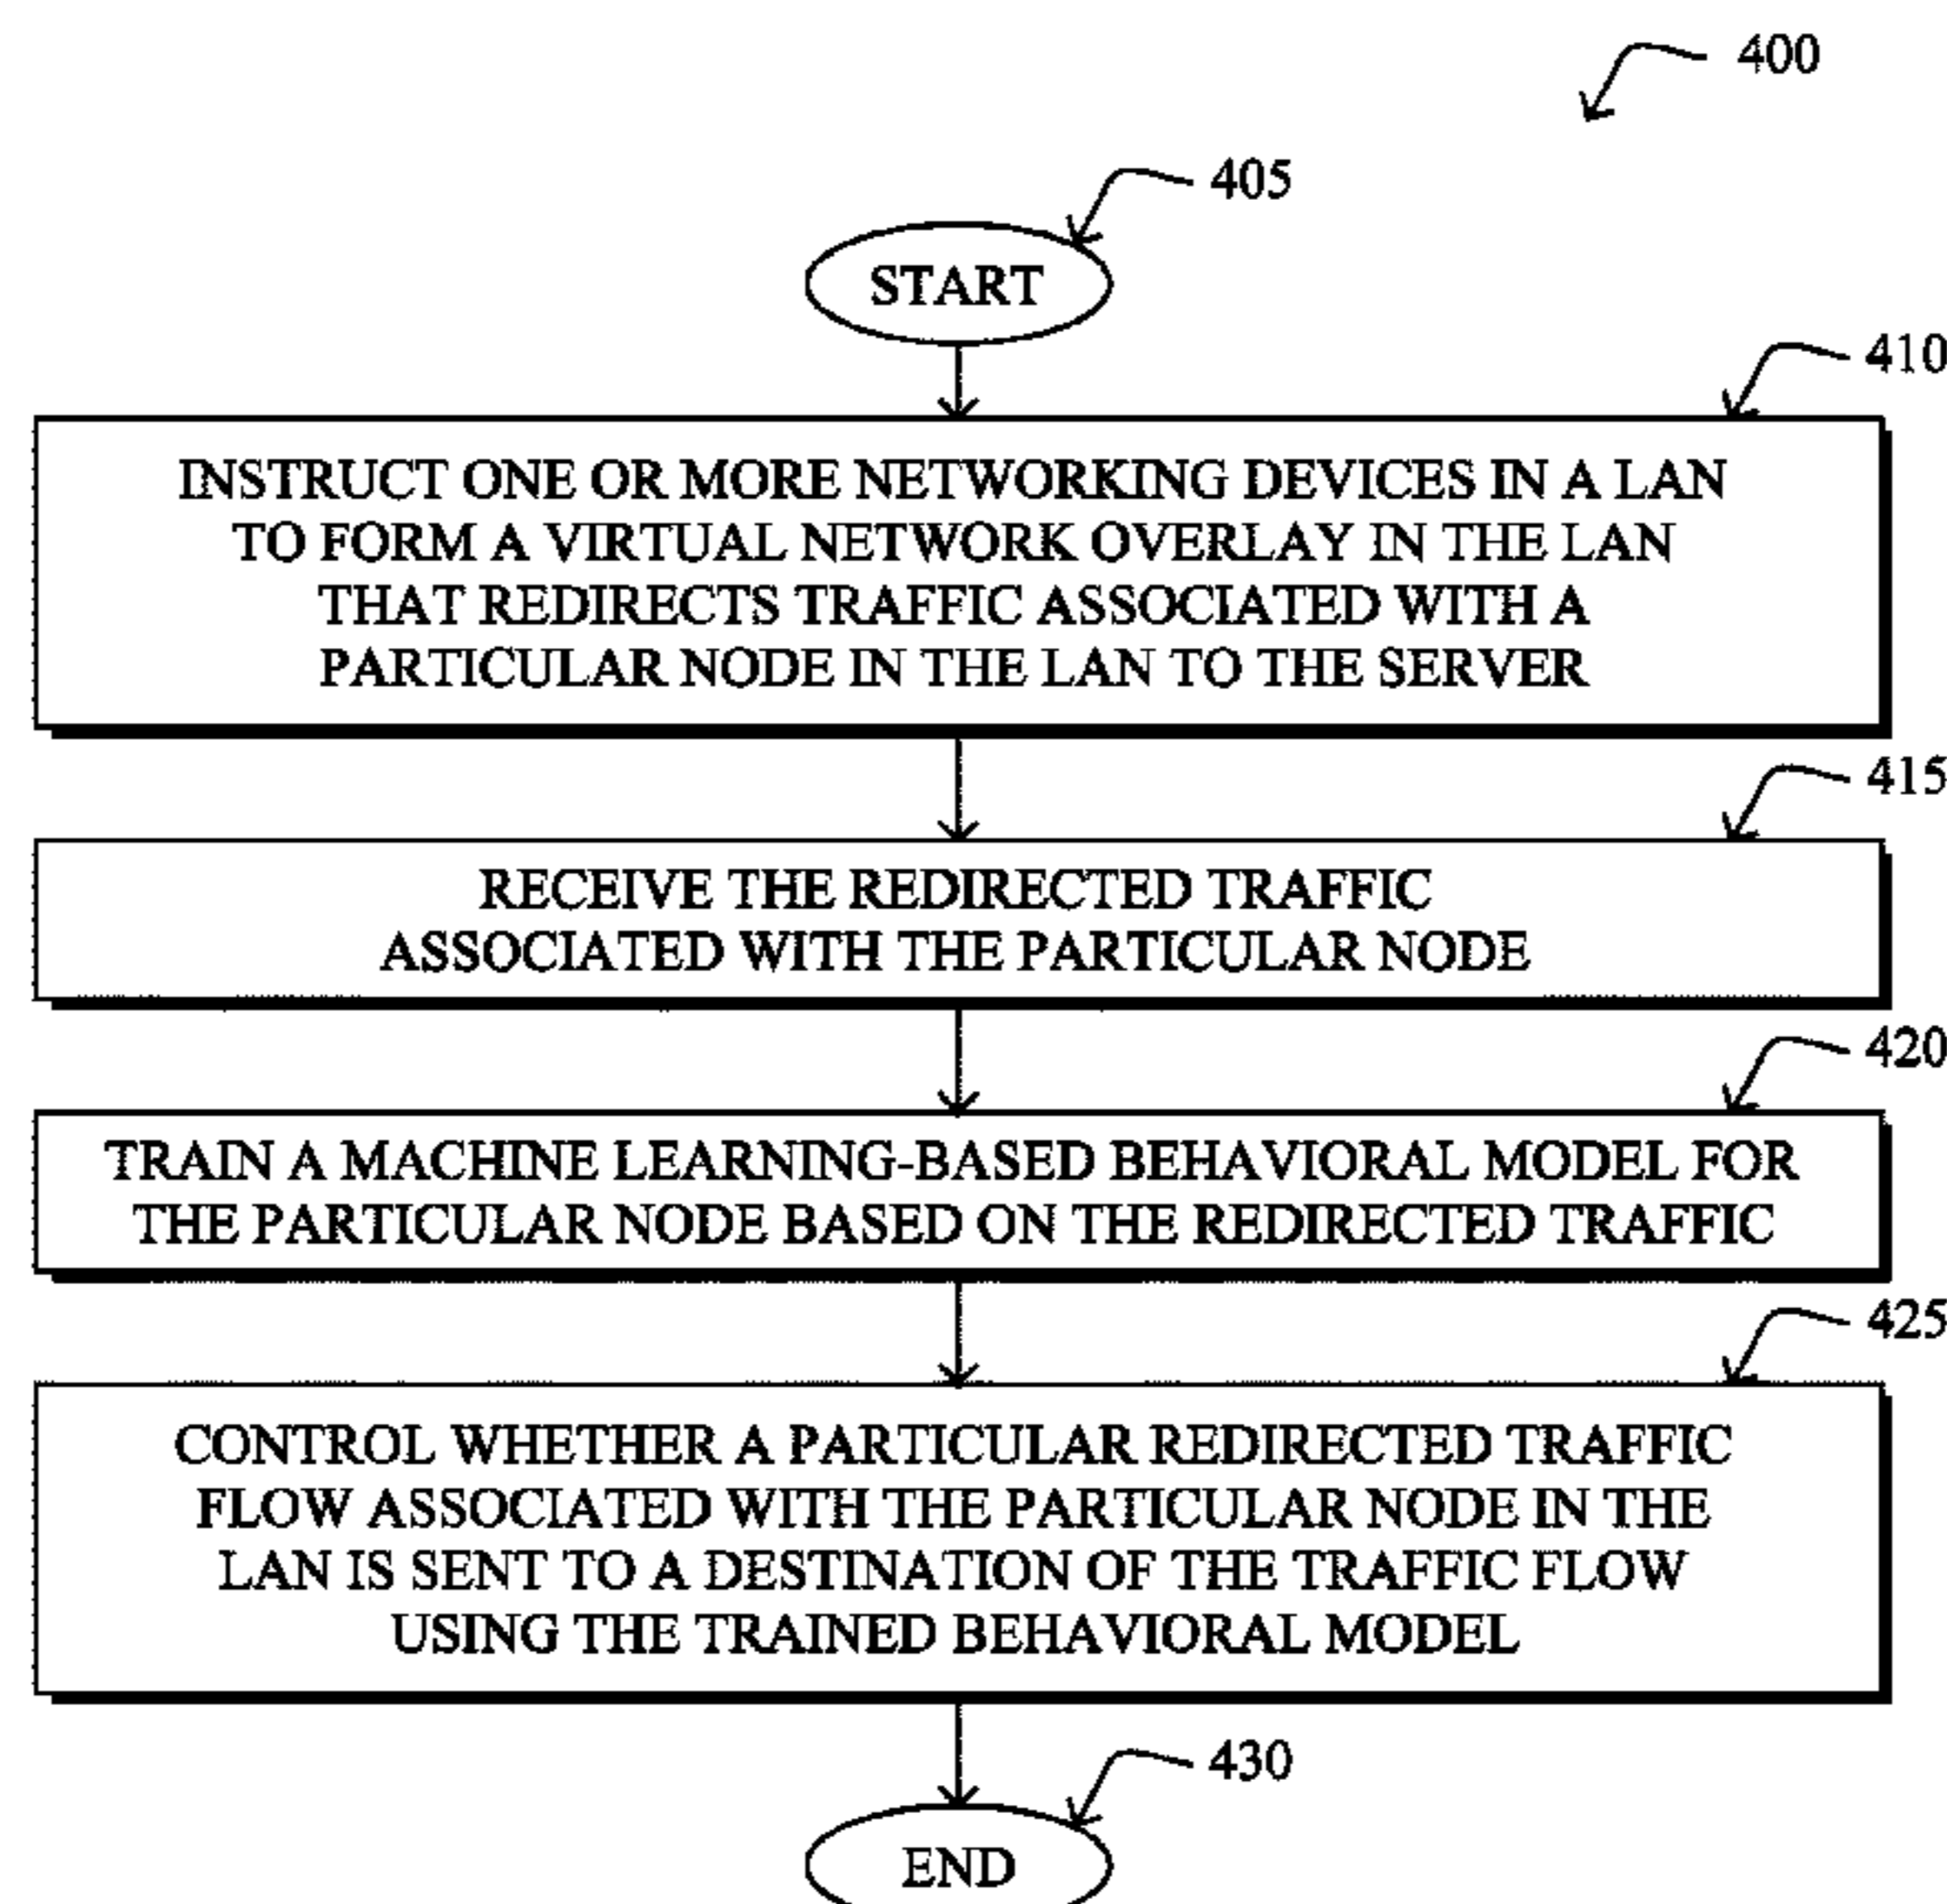 400
405
START
410
INSTRUCT ONE OR MORE NETWORKING DEVICES IN A LAN
TO FORM A VIRTUAL NETWORK OVERLAY IN THE LAN
THAT REDIRECTS TRAFFIC ASSOCIATED WITH A
PARTICULAR NODE IN THE LAN TO THE SERVER
415
RECEIVE THE REDIRECTED TRAFFIC
ASSOCIATED WITH THE PARTICULAR NODE
420
TRAIN A MACHINE LEARNING-BASED BEHAVIORAL MODEL FOR
THE PARTICULAR NODE BASED ON THE REDIRECTED TRAFFIC
425
CONTROL WHETHER A PARTICULAR REDIRECTED TRAFFIC
FLOW ASSOCIATED WITH THE PARTICULAR NODE IN THE
LAN IS SENT TO A DESTINATION OF THE TRAFFIC FLOW
USING THE TRAINED BEHAVIORAL MODEL
430
END